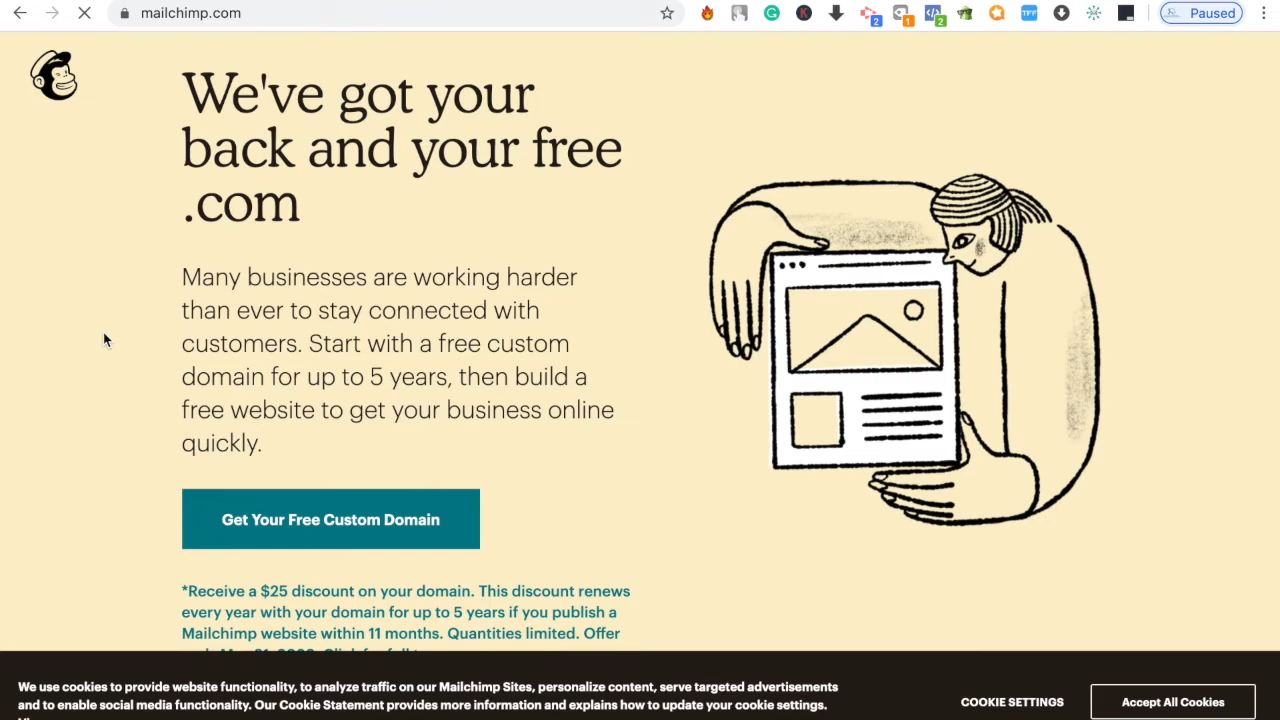 mailchimp.com
2
1
2
TFF
Paused
We've got your
back and your free
.com
Many businesses are working harder
than ever to stay connected with
customers. Start with a free custom
domain for up to 5 years, then build a
free website to get your business online
quickly.
Get Your Free Custom Domain
*Receive a $25 discount on your domain. This discount renews
every year with your domain for up to 5 years if you publish a
Mailchimp website within 11 months. Quantities limited. Offer
We use cookies to provide website functionality, to analyze traffic on our Mailchimp Sites, personalize content, serve targeted advertisements
and to enable social media functionality. Our Cookie Statement provides more information and explains how to update your cookie settings.
COOKIE SETTINGS
Accept All Cookies